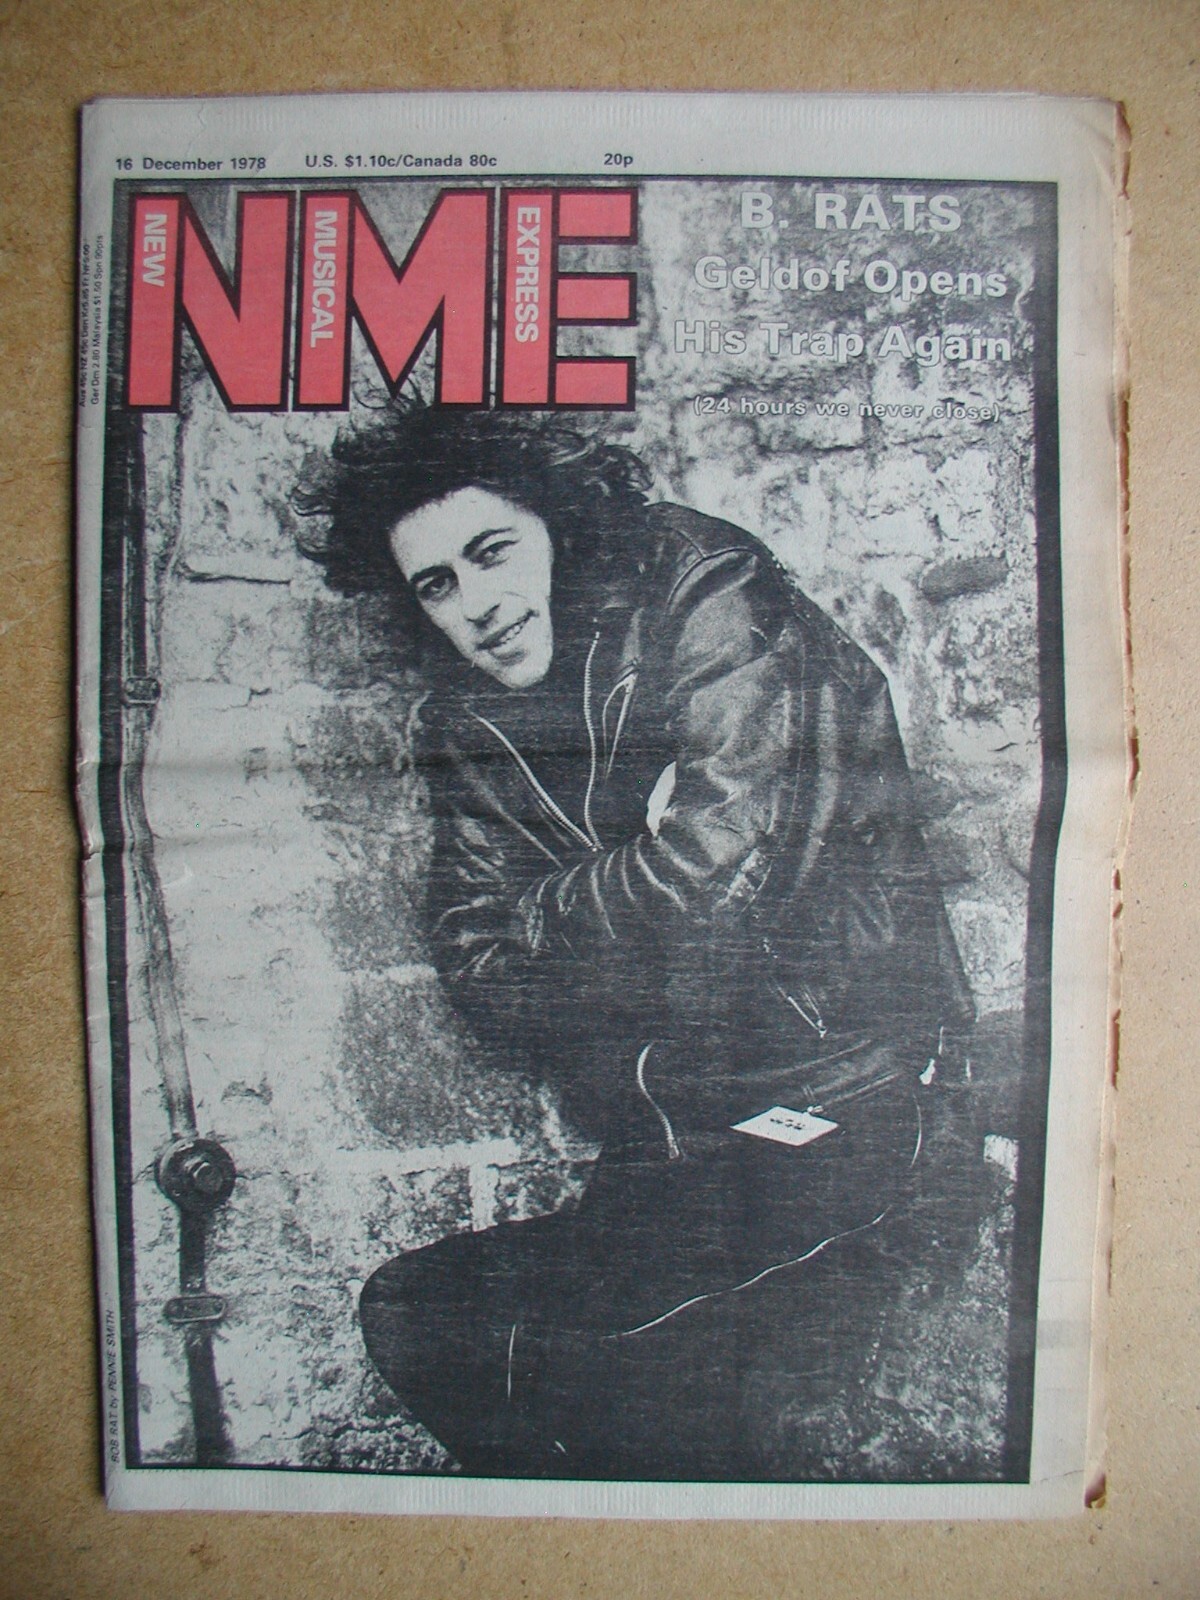 16 December 1978 U.S. $1.10c/Canada 80c 20p
NME
NEW
MUSICAL
EXPRESS
B. RATS
Geldof Opens
His Trap Again
(24 hours we never close)
BOB RAT by PENNIE SMITH